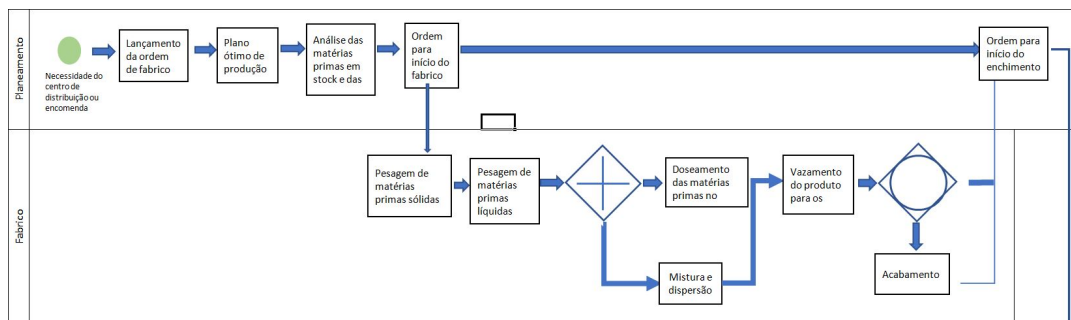 Planeamento
Necessidade do
centro de
distribuição ou
encomenda
Lançamento
da ordem
de fabrico
Plano
ótimo de
produção
Análise das
matérias
primas em
stock e das
Ordem
para
início do
fabrico
Ordem para
início do
enchimento
Fabrico
Pesagem de
matérias
primas sólidas
Pesagem de
matérias
primas
líquidas
Doseamento
das matérias
primas no
Mistura e
dispersão
Vazamento
do produto
para os
Acabamento